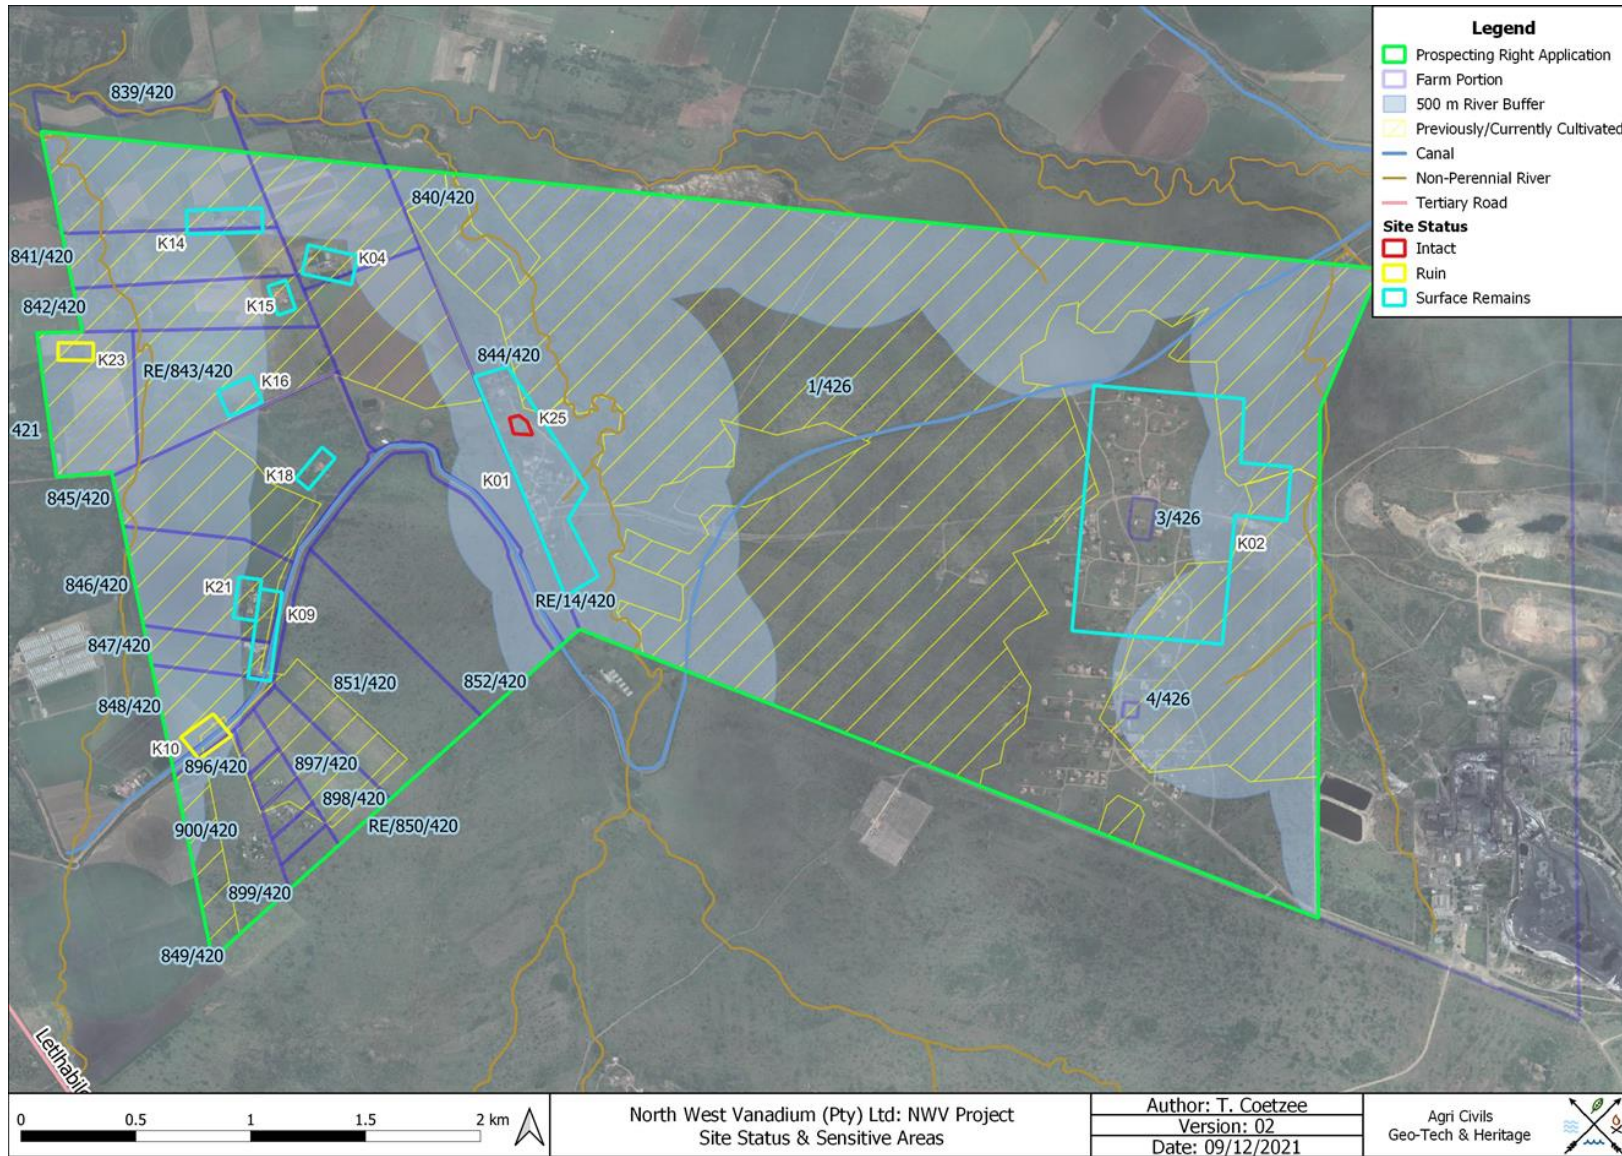 Legend
Prospecting Right Application
Farm Portion
500 m River Buffer
Previously/Currently Cultivated
Canal
Non-Perennial River
Tertiary Road
Site Status
Intact
Ruin
Surface Remains
839/420
840/420
K14
841/420
K04
842/420
K15
K23
RE/843/420
844/420
K16
1/426
421
K25
K18
K01
845/420
3/426
K02
846/420
K21
K09
RE/14/420
847/420
851/420
852/420
848/420
4/426
K10
896/420
897/420
898/420
900/420
RE/850/420
899/420
849/420
0 0.5 1 1.5 2 km
North West Vanadium (Pty) Ltd: NWV Project
Site Status & Sensitive Areas
Author: T. Coetzee
Version: 02
Date: 09/12/2021
Agri Civils
Geo-Tech & Heritage